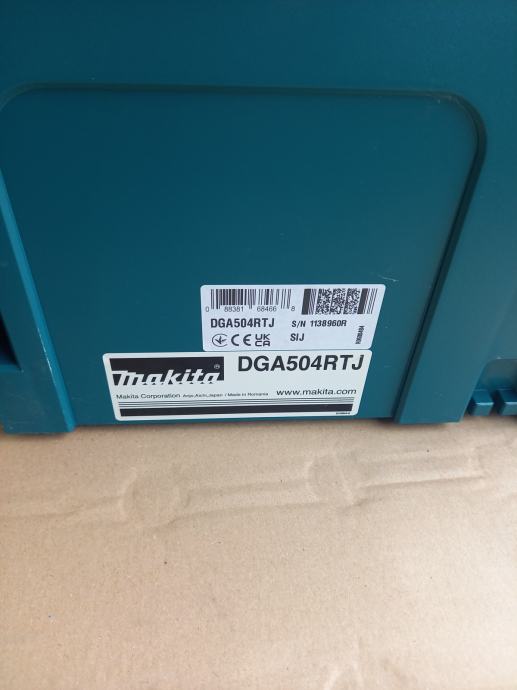 0 88381 68466 8
DGA504RTJ S/N 1138960R
CE UK CA SIJ
makita® DGA504RTJ
Makita Corporation Anjo,Aichi,Japan / Made in Romania www.makita.com